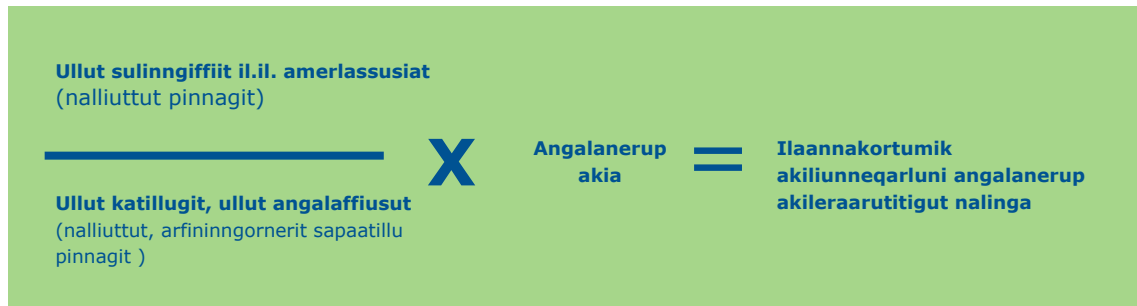 Ullut sulinngiffiit il.il. amerlassusiat
(nalliuttut pinnagit)
Ullut katillugit, ullut angalaffiusut
(nalliuttut, arfininngornerit sapaatillu
pinnagit )
X
Angalanerup
akia
=
Ilaannakortumik
akiliunneqarluni angalanerup
akileraarutitigut nalinga